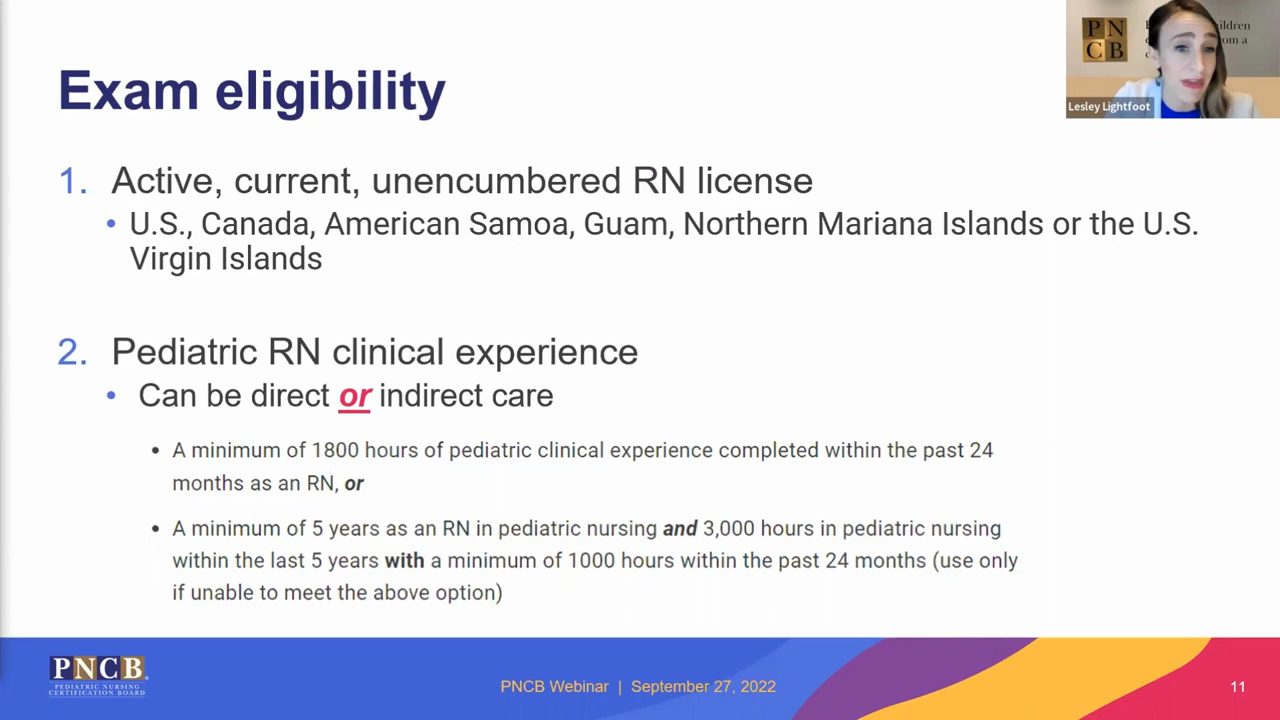 Exam eligibility
PN
CB
ildren
om a
Lesley Lightfoot
1. Active, current, unencumbered RN license
• U.S., Canada, American Samoa, Guam, Northern Mariana Islands or the U.S.
Virgin Islands
2. Pediatric RN clinical experience
• Can be direct or indirect care
• A minimum of 1800 hours of pediatric clinical experience completed within the past 24
months as an RN, or
• A minimum of 5 years as an RN in pediatric nursing and 3,000 hours in pediatric nursing
within the last 5 years with a minimum of 1000 hours within the past 24 months (use only
if unable to meet the above option)
PNCB®
PEDIATRIC NURSING
CERTIFICATION BOARD
PNCB Webinar | September 27, 2022
11